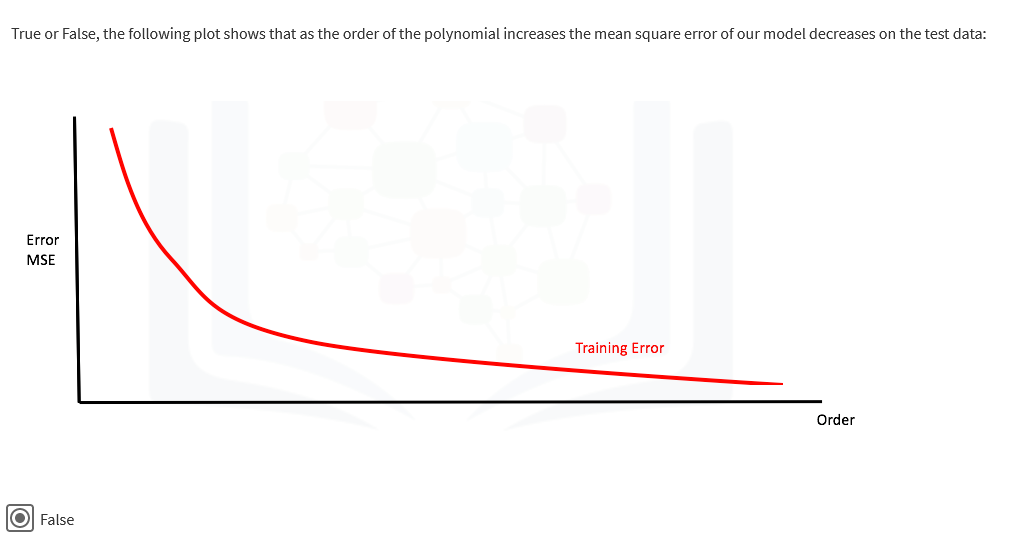 True or False, the following plot shows that as the order of the polynomial increases the mean square error of our model decreases on the test data:
Error
MSE
Training Error
Order
False